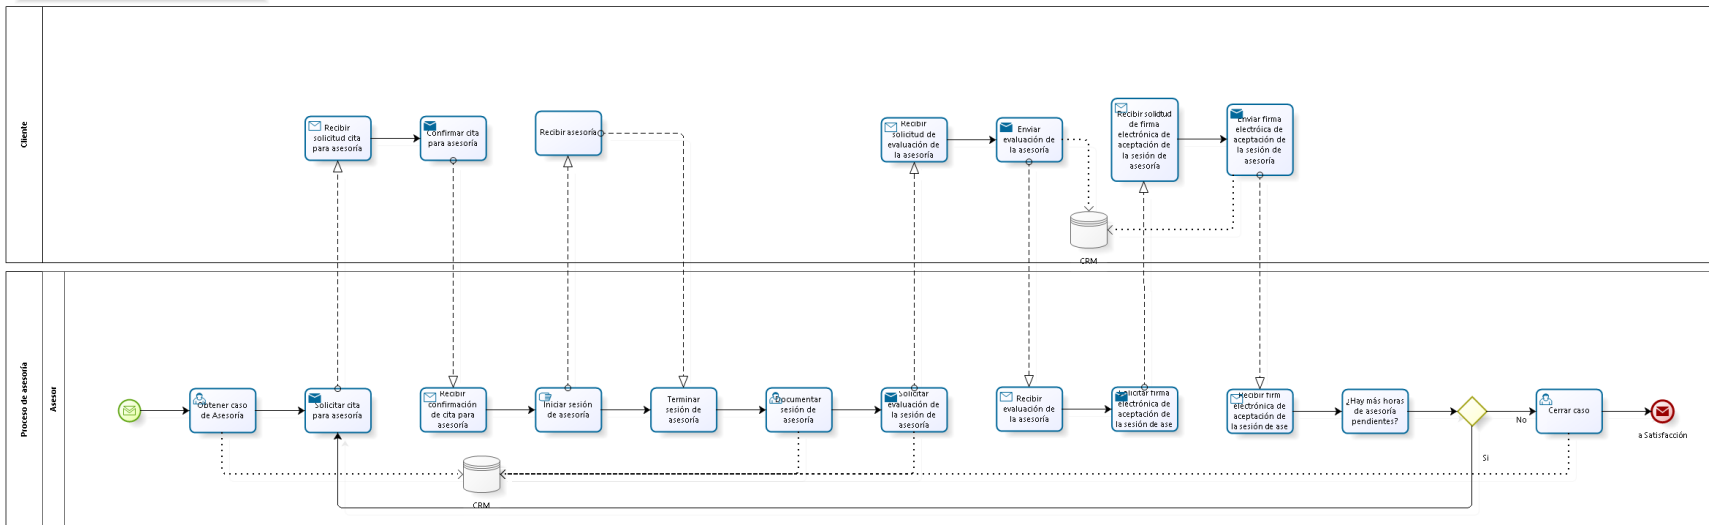 Cliente
Recibir
solicitud cita
para asesoría
Confirmar cita
para asesoría
Recibir asesoría
Recibir
solicitud de
evaluación de
la asesoría
Enviar
evaluación de
la asesoría
Recibir solicitud
de firma
electrónica de
aceptación de
la sesión de
asesoría
Enviar firma
electróica de
aceptación de
la sesión de
asesoría
CRM
Proceso de asesoría
Asesor
Obtener caso
de Asesoría
Solicitar cita
para asesoría
Recibir
confirmación
de cita para
asesoría
Iniciar sesión
de asesoría
Terminar
sesión de
asesoría
Documentar
sesión de
asesoría
Solicitar
evaluación de
la sesión de
asesoría
Recibir
evaluación de
la asesoría
Solicitar firma
electrónica de
aceptación de
la sesión de ase
Recibir firm
electrónica de
aceptación de
la sesión de ase
¿Hay más horas
de asesoría
pendientes?
No
Si
Cerrar caso
a Satisfacción
CRM